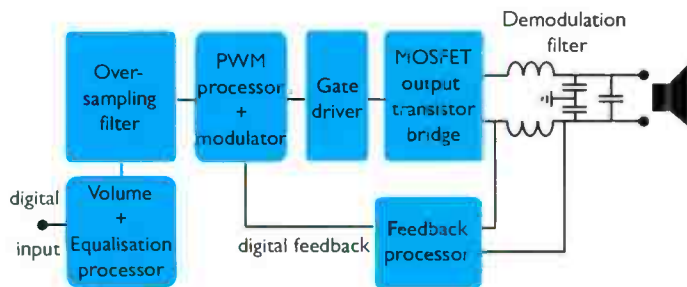 Demodulation
filter
Over-
sampling
filter
PWM
processor
+
modulator
Gate
driver
MOSFET
output
transistor
bridge
digital
input
Volume
+
Equalisation
processor
digital feedback
Feedback
processor